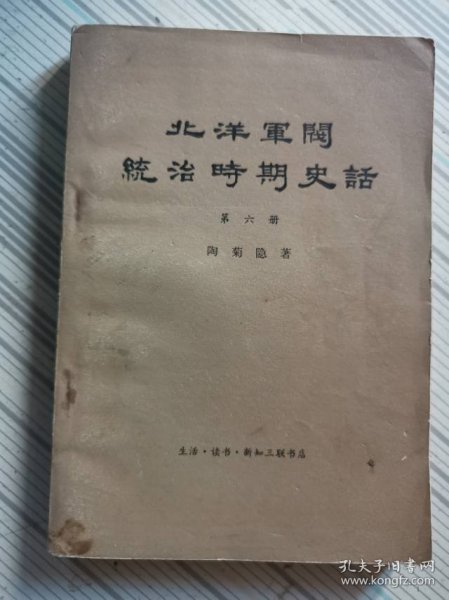 北洋軍閥
統治時期史話
第六册
陶菊隐著
生活·读书·新知三联书店
孔夫子旧书网
www.kongfz.com